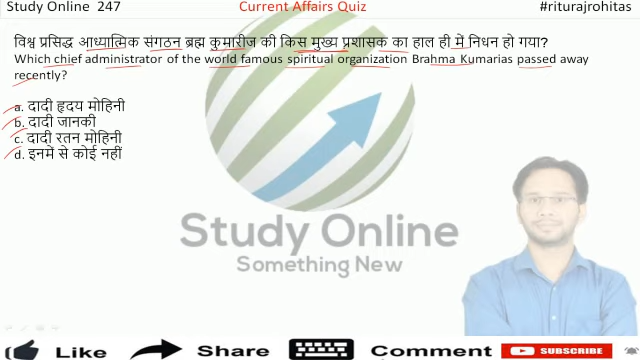 Study Online 247
Current Affairs Quiz
#riturajrohitas
विश्व प्रसिद्ध आध्यात्मिक संगठन ब्रह्म कुमारीज की किस मुख्य प्रशासक का हाल ही में निधन हो गया?
Which chief administrator of the world famous spiritual organization Brahma Kumarias passed away
recently?
a. दादी हृदय मोहिनी
b. दादी जानकी
c. दादी रतन मोहिनी
d. इनमें से कोई नहीं
Study Online
Something New
Like
Share
Comment
SUBSCRIBE